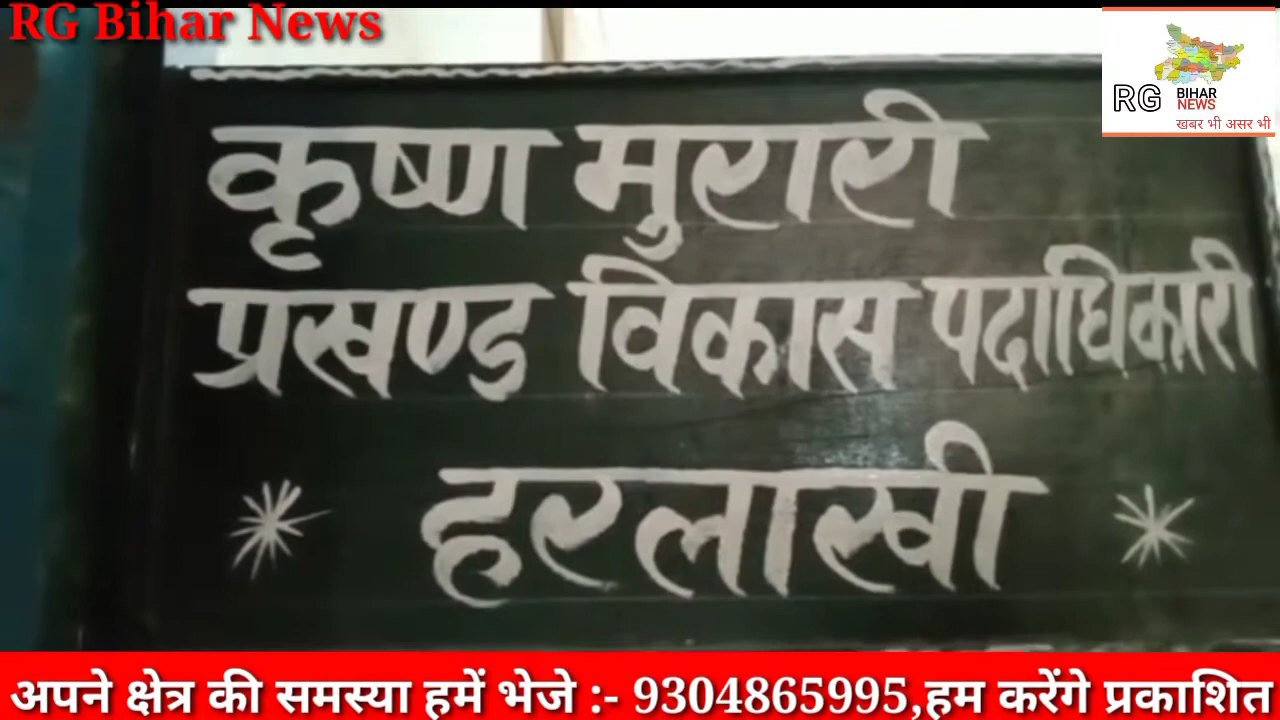 RG Bihar News
RG BIHAR
NEWS
खबर भी असर भी
कृष्ण मुरारी
प्रखण्ड विकास पदाधिकारी
हरलाखी
अपने क्षेत्र की समस्या हमें भेजे :- 9304865995,हम करेंगे प्रकाशित